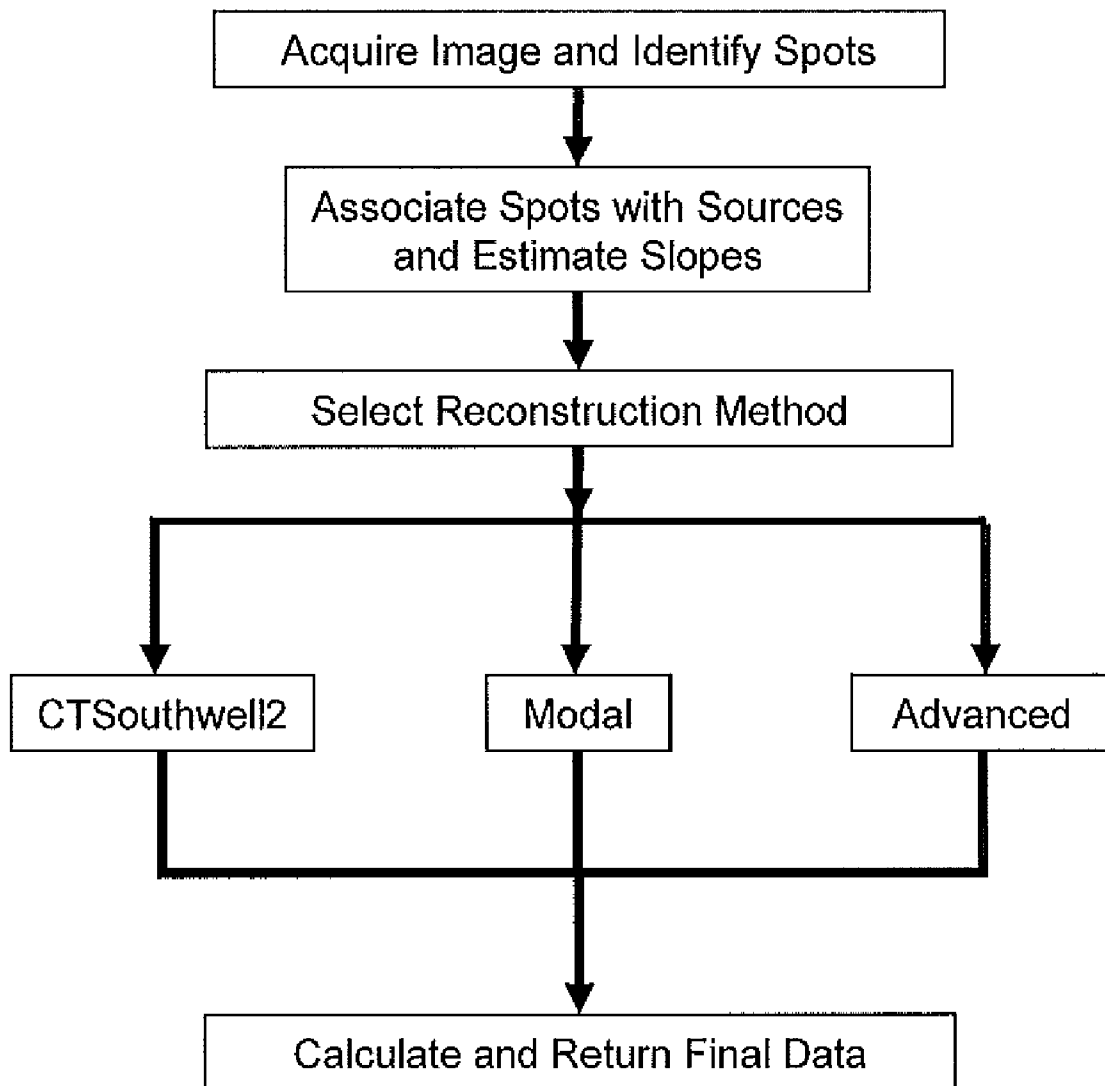 Acquire Image and Identify Spots
Associate Spots with Sources
and Estimate Slopes
Select Reconstruction Method
CTSouthwell2
Modal
Advanced
Calculate and Return Final Data